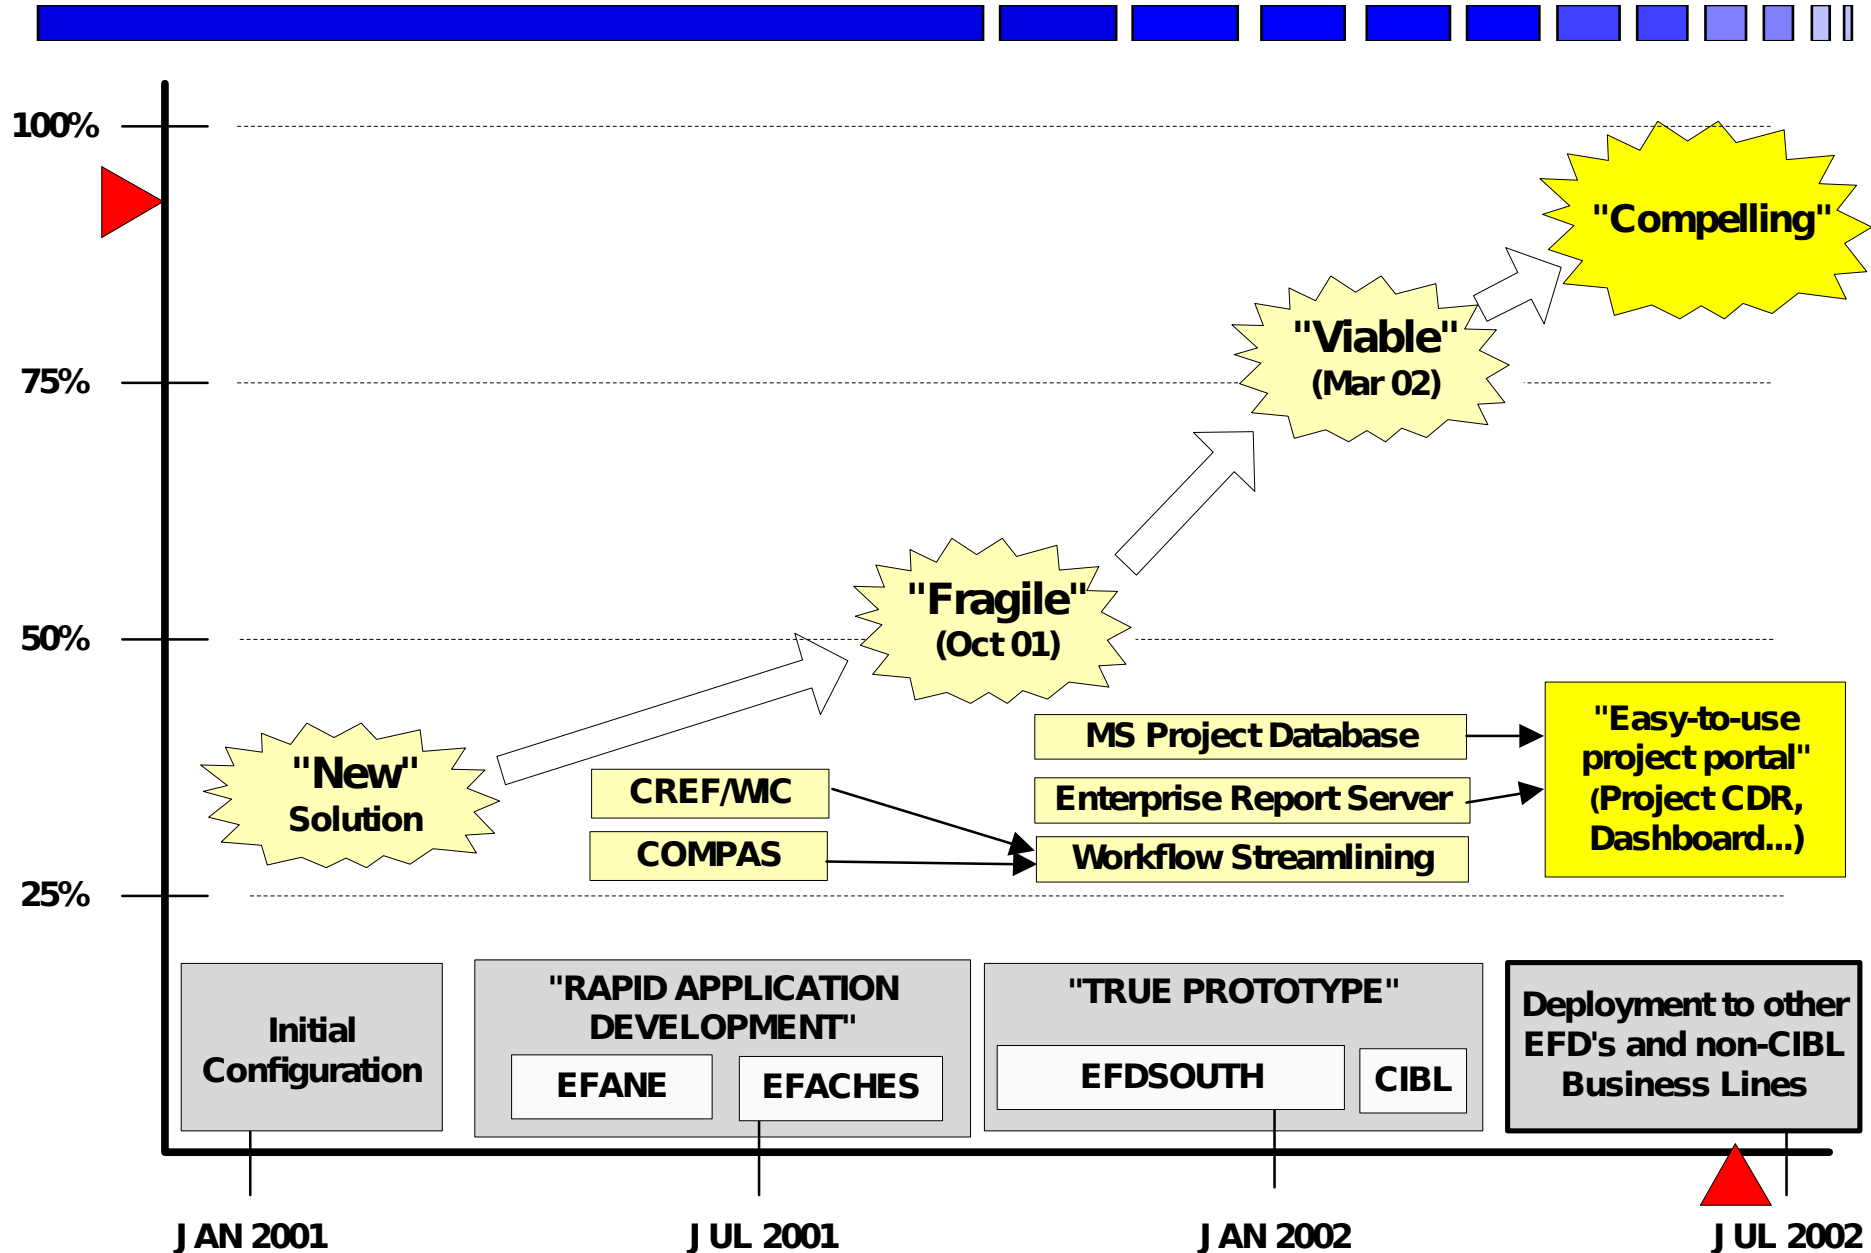 100%
"Compelling"
"Viable"
(Mar 02)
75%
"Fragile"
(Oct 01)
50%
"New"
Solution
CREF/WIC
COMPAS
MS Project Database
Enterprise Report Server
Workflow Streamlining
"Easy-to-use
project portal"
(Project CDR,
Dashboard...)
25%
Initial
Configuration
"RAPID APPLICATION
DEVELOPMENT"
EFANE
EFACHES
"TRUE PROTOTYPE"
EFDSOUTH
CIBL
Deployment to other
EFD's and non-CIBL
Business Lines
JAN 2001
JUL 2001
JAN 2002
JUL 2002